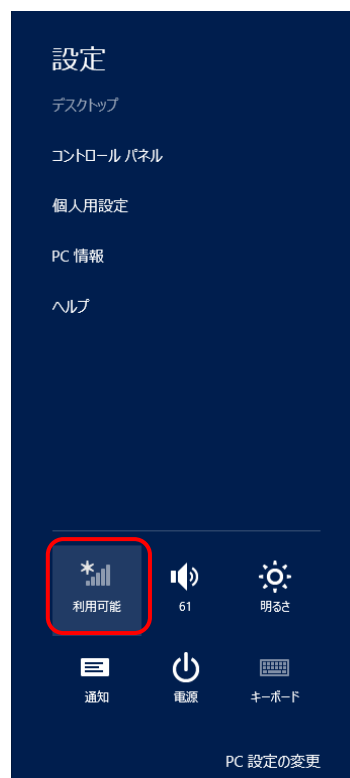 設定
デスクトップ
コントロール パネル
個人用設定
PC 情報
ヘルプ
利用可能
61
明るさ
通知
電源
キーボード
PC 設定の変更